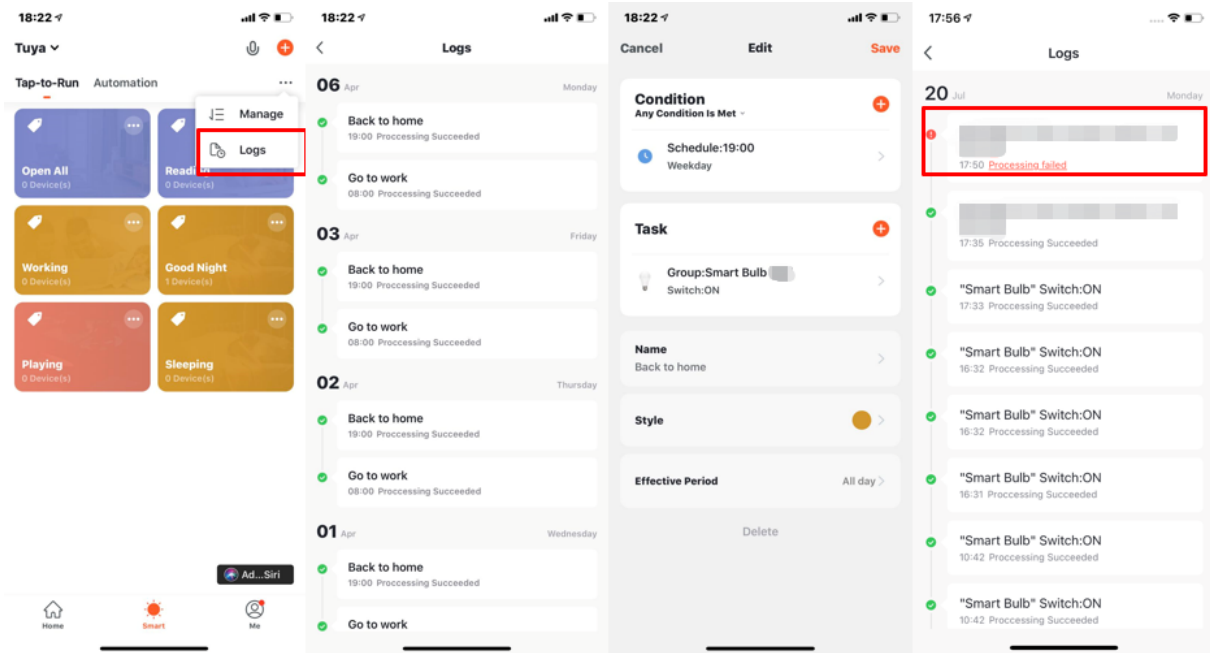 18:22
Tuya
Tap-to-Run Automation
...
Manage
Logs
Open All
0 Device(s)
0 Device(s)
Working
0 Device(s)
Good Night
1 Device(s)
Playing
0 Device(s)
Sleeping
0 Device(s)
Ad...Siri
Home
Smart
Me
18:22
Logs
06 Apr Monday
Back to home
19:00 Proccessing Succeeded
Go to work
08:00 Proccessing Succeeded
03 Apr Friday
Back to home
19:00 Proccessing Succeeded
Go to work
08:00 Proccessing Succeeded
02 Apr Thursday
Back to home
19:00 Proccessing Succeeded
Go to work
08:00 Proccessing Succeeded
01 Apr Wednesday
Back to home
19:00 Proccessing Succeeded
Go to work
18:22
Cancel Edit Save
Condition
Any Condition Is Met
Schedule:19:00
Weekday
Task
Group:Smart Bulb
Switch:ON
Name
Back to home
Style
Effective Period All day
Delete
17:56
Logs
20 Jul Monday
17:50 Processing failed
17:35 Proccessing Succeeded
"Smart Bulb" Switch:ON
17:33 Proccessing Succeeded
"Smart Bulb" Switch:ON
16:32 Proccessing Succeeded
"Smart Bulb" Switch:ON
16:32 Proccessing Succeeded
"Smart Bulb" Switch:ON
16:31 Proccessing Succeeded
"Smart Bulb" Switch:ON
10:42 Proccessing Succeeded
"Smart Bulb" Switch:ON
10:42 Proccessing Succeeded